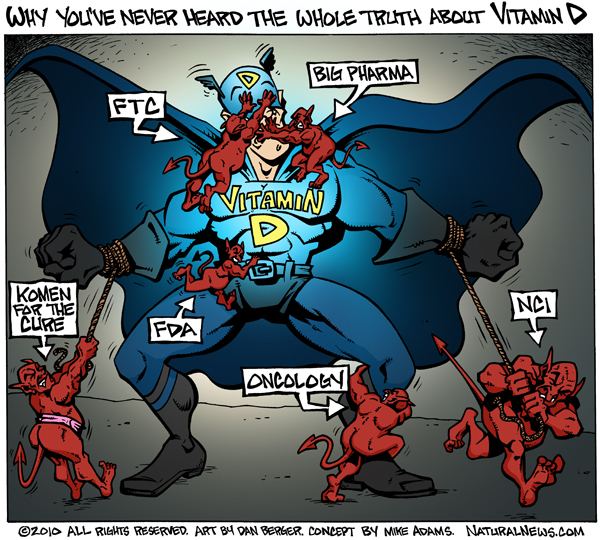 WHY YOU'VE NEVER HEARD THE WHOLE TRUTH ABOUT VITAMIN D
D
BIG PHARMA
FTC
VITAMIN
D
KOMEN
FOR THE
CURE
FDA
NCI
ONCOLOGY
©2010 ALL RIGHTS RESERVED. ART BY DAN BERGER. CONCEPT BY MIKE ADAMS. NATURALNEWS.COM